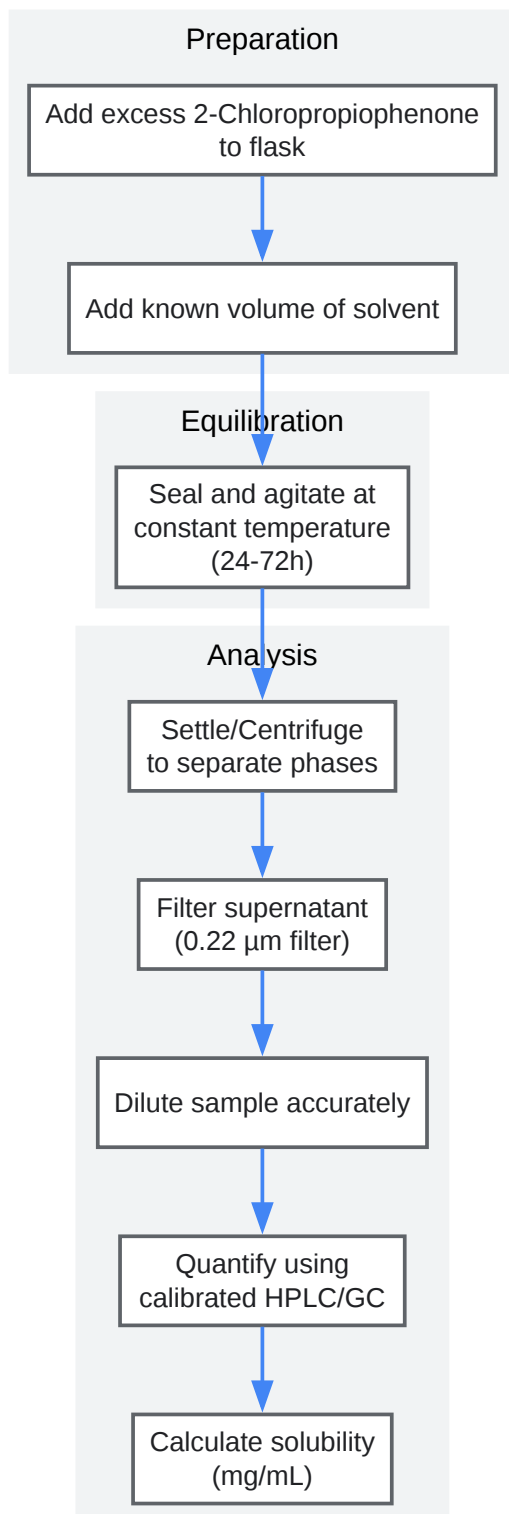 Preparation
Add excess 2-Chloropropiophenone
to flask
Add known volume of solvent
Equilibration
Seal and agitate at
constant temperature
(24-72h)
Analysis
Settle/Centrifuge
to separate phases
Filter supernatant
(0.22 µm filter)
Dilute sample accurately
Quantify using
calibrated HPLC/GC
Calculate solubility
(mg/mL)